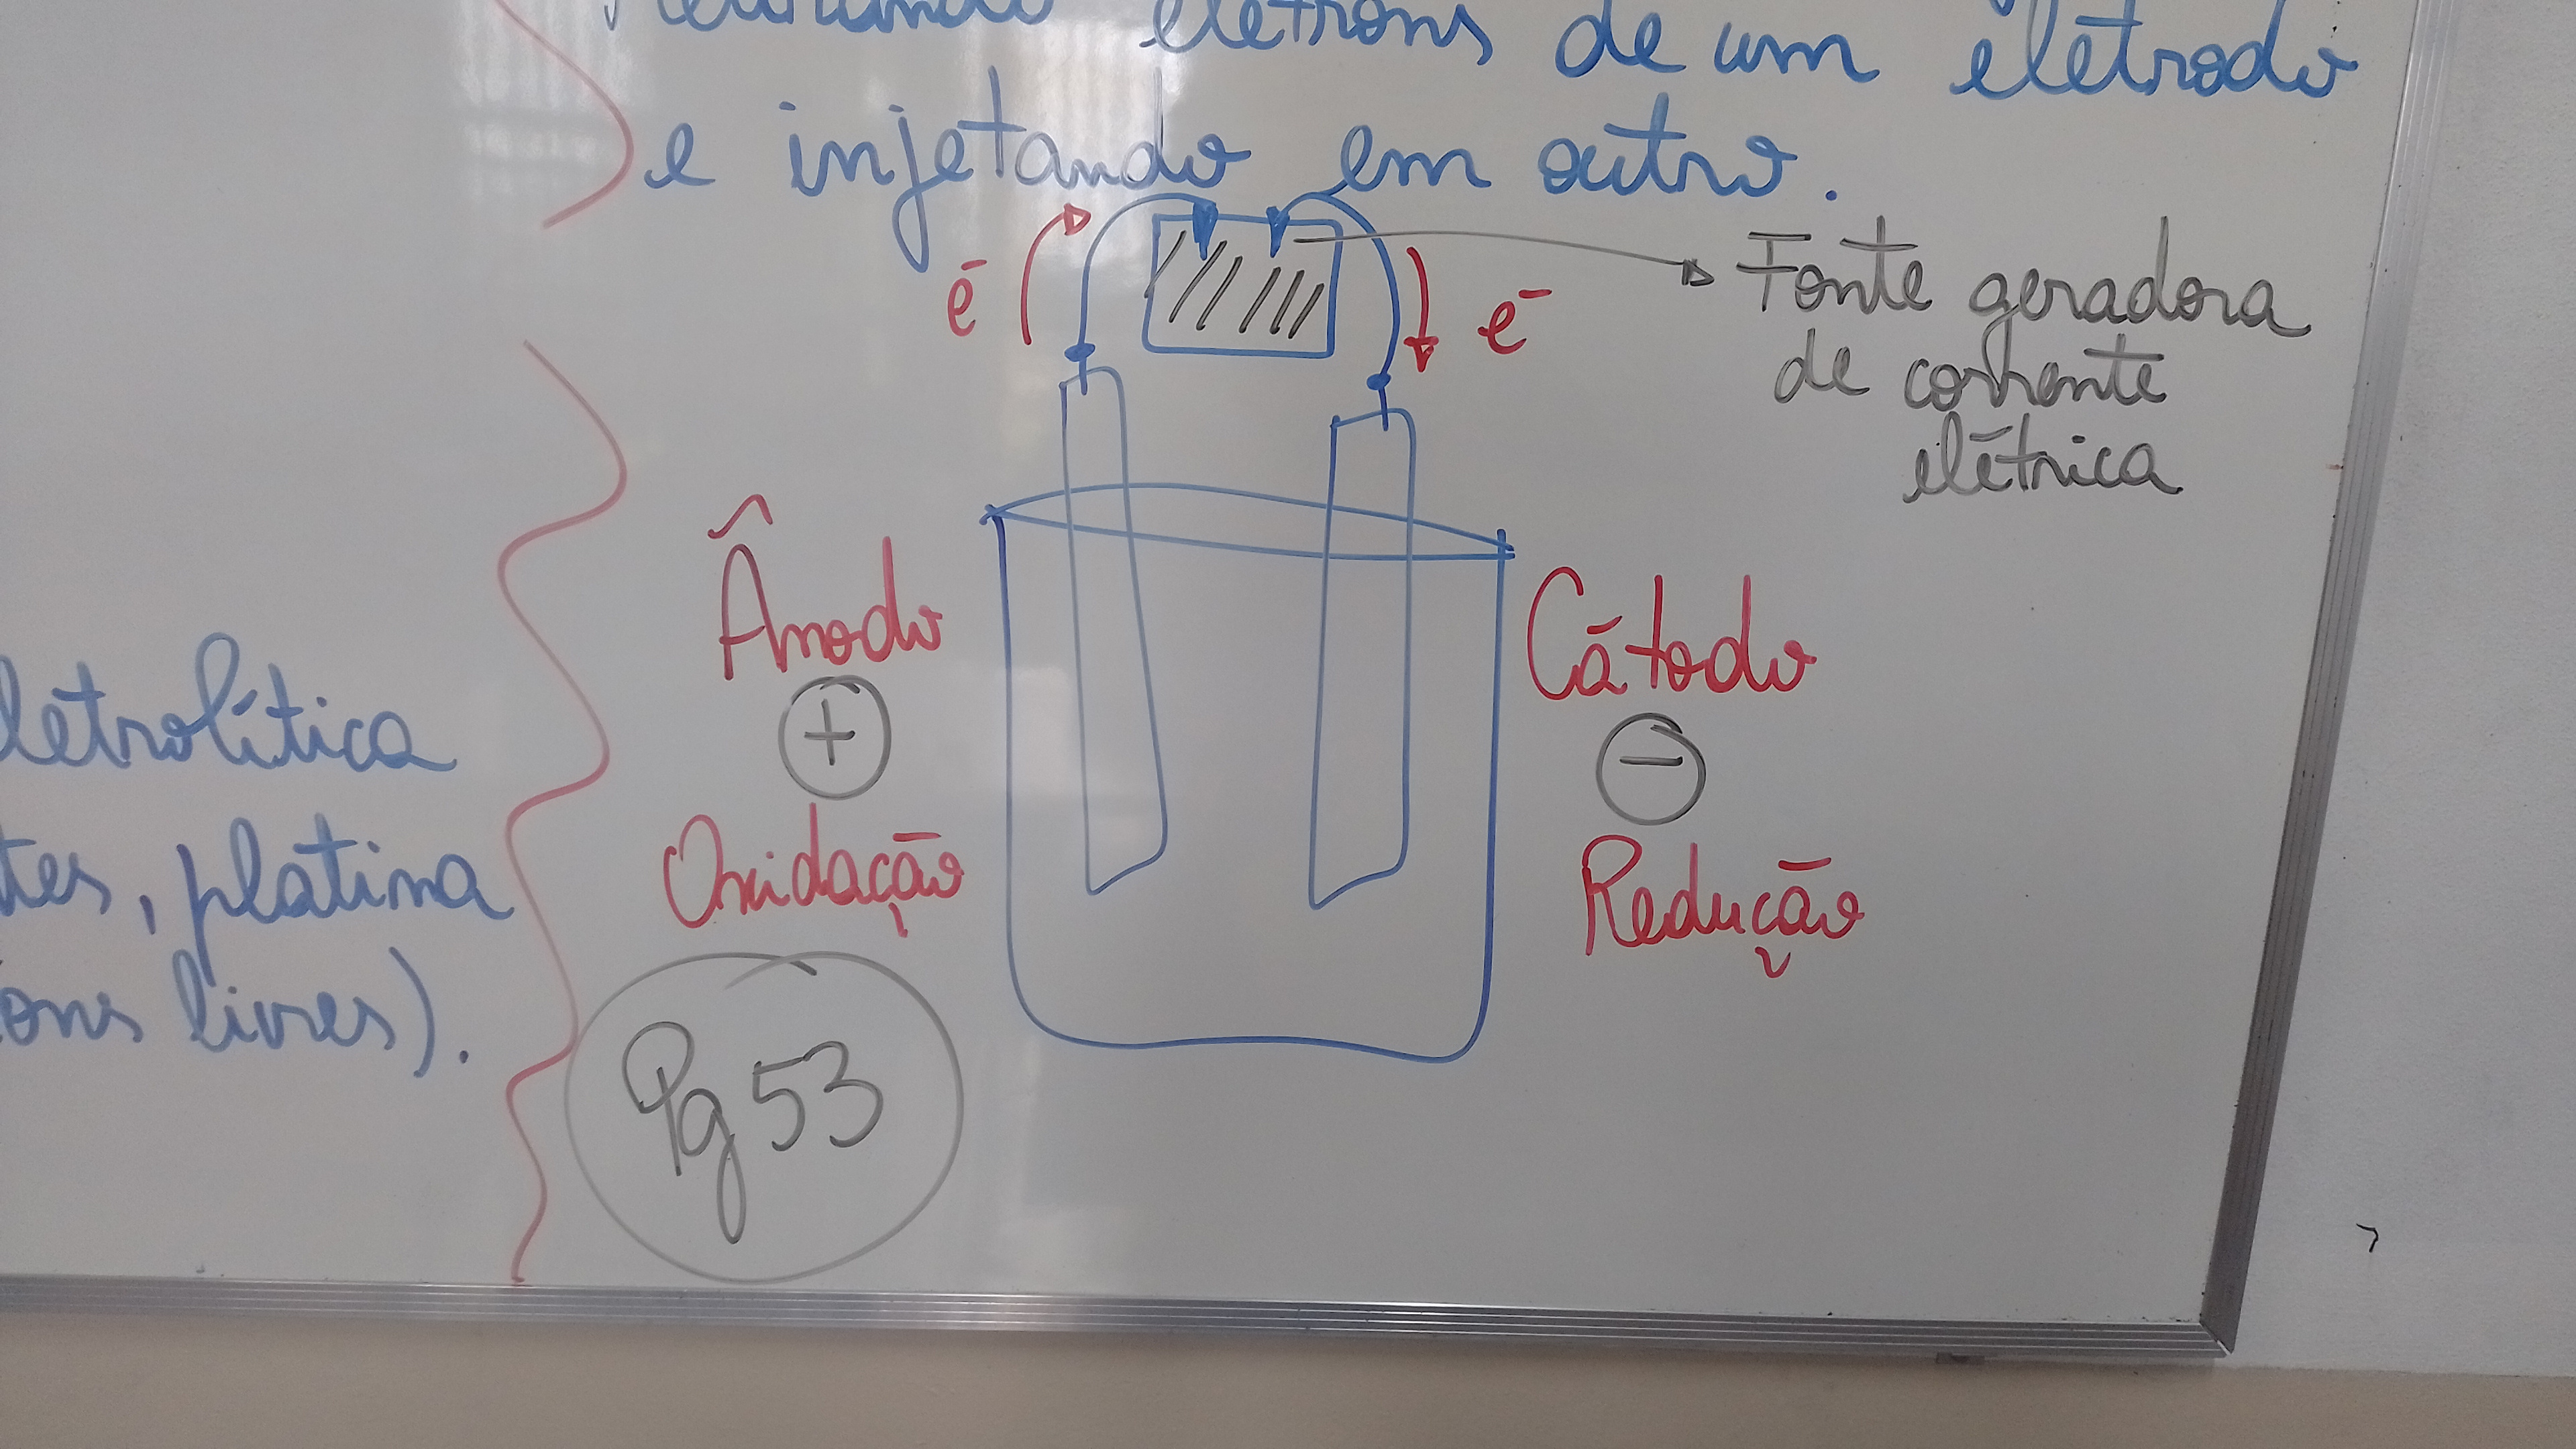 elétrons de um eletrodo
e injetando em outro.
e-
e-
Fonte geradora
de corrente
elétrica
Ânodo
+
Oxidação
Cátodo
-
Redução
letrolítica
tes, platina
ons livres).
Pg 53